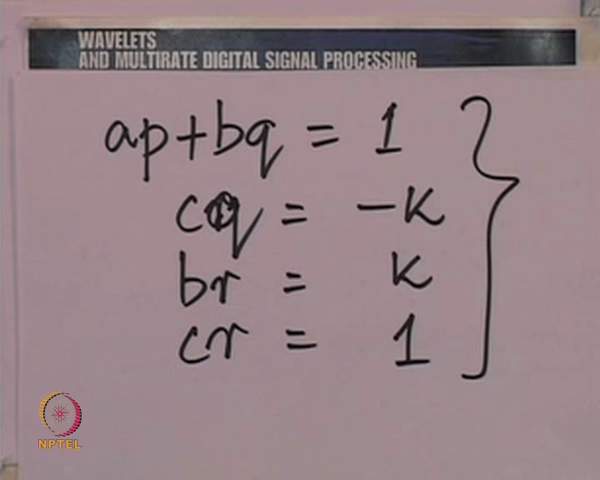 WAVELETS
AND MULTIRATE DIGITAL SIGNAL PROCESSING
ap+bq = 1
cq = -K
br = K
cr = 1
NPTEL